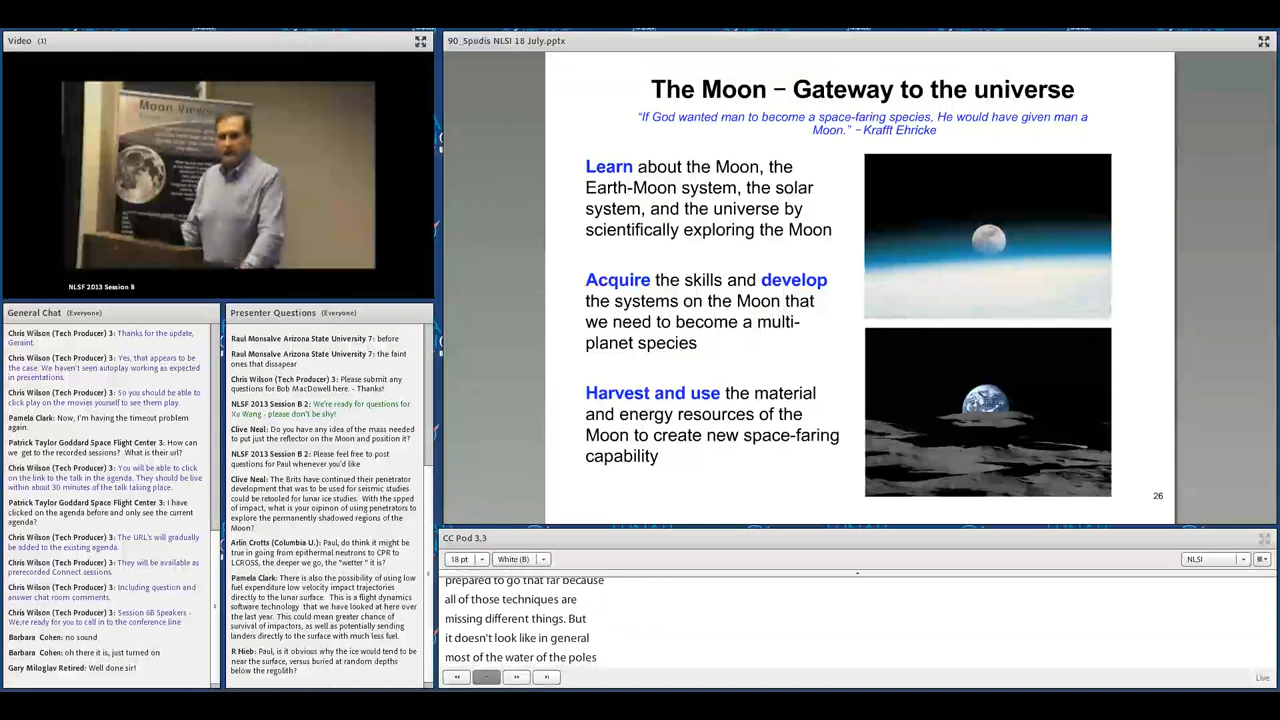 Video (1)
Moon Views
NLSF 2013 Session B
General Chat (Everyone)
Chris Wilson (Tech Producer) 3: Thanks for the update,
Geraint.
Chris Wilson (Tech Producer) 3: Yes, that appears to be
the case. We haven't seen autoplay working as expected
in presentations.
Chris Wilson (Tech Producer) 3: So you should be able to
click play on the movies yourself to see them play.
Pamela Clark: Now, I'm having the timeout problem
again.
Patrick Taylor Goddard Space Flight Center 3: How can
we get to the recorded sessions? What is their url?
Chris Wilson (Tech Producer) 3: You will be able to click
on the link to the talk in the agenda. They should be live
within about 30 minutes of the talk taking place.
Patrick Taylor Goddard Space Flight Center 3: I have
clicked on the agenda before and only see the current
agenda?
Chris Wilson (Tech Producer) 3: The URL's will gradually
be added to the existing agenda.
Chris Wilson (Tech Producer) 3: They will be available as
prerecorded Connect sessions.
Chris Wilson (Tech Producer) 3: Including question and
answer chat room comments.
Chris Wilson (Tech Producer) 3: Session 6B Speakers -
We;re ready for you to call in to the conference line
Barbara Cohen: no sound
Barbara Cohen: oh there it is, just turned on
Gary Miloglav Retired: Well done sir!
Presenter Questions (Everyone)
Raul Monsalve Arizona State University 7: before
Raul Monsalve Arizona State University 7: the faint
ones that dissapear
Chris Wilson (Tech Producer) 3: Please submit any
questions for Bob MacDowell here. - Thanks!
NLSF 2013 Session B 2: We're ready for questions for
Xu Wang - please don't be shy!
Clive Neal: Do you have any idea of the mass needed
to put just the reflector on the Moon and position it?
NLSF 2013 Session B 2: Please feel free to post
questions for Paul whenever you'd like
Clive Neal: The Brits have continued their penetrator
development that was to be used for seismic studies
could be retooled for lunar ice studies. With the spped
of impact, what is your oipinon of using penetrators to
explore the permanently shadowed regions of the
Moon?
Arlin Crotts (Columbia U.): Paul, do think it might be
true in going from epithermal neutrons to CPR to
LCROSS, the deeper we go, the "wetter " it is?
Pamela Clark: There is also the possibility of using low
fuel expenditure low velocity impact trajectories
directly to the lunar surface. This is a flight dynamics
software technology that we have looked at here over
the last year. This could mean greater chance of
survival of impactors, as well as potentially sending
landers directly to the surface with much less fuel.
R Hieb: Paul, is it obvious why the ice would tend to be
near the surface, versus buried at random depths
below the regolith?
90_Spudis NLSI 18 July.pptx
The Moon – Gateway to the universe
“If God wanted man to become a space-faring species, He would have given man a
Moon.” – Krafft Ehricke
Learn about the Moon, the
Earth-Moon system, the solar
system, and the universe by
scientifically exploring the Moon
Acquire the skills and develop
the systems on the Moon that
we need to become a multi-
planet species
Harvest and use the material
and energy resources of the
Moon to create new space-faring
capability
26
CC Pod 3.3
18 pt White (B) NLSI
prepared to go that far because
all of those techniques are
missing different things. But
it doesn't look like in general
most of the water of the poles
Live